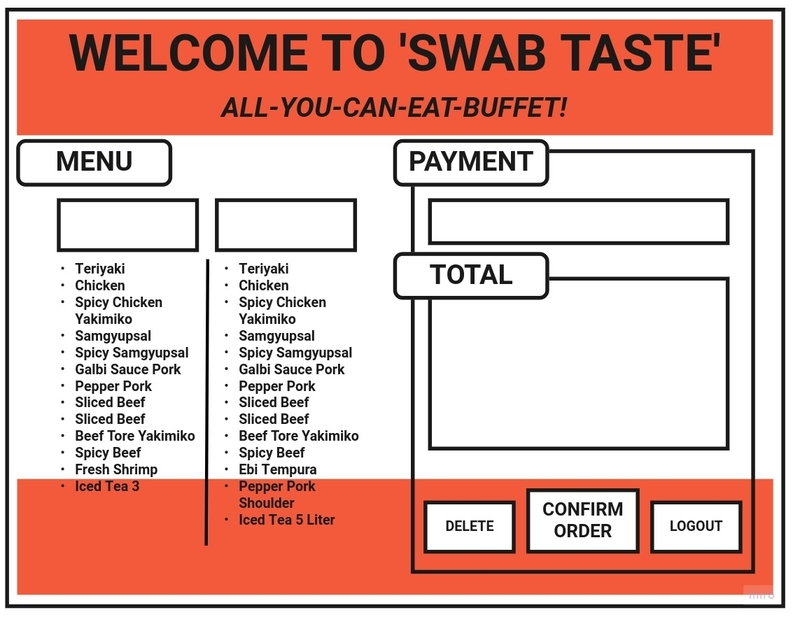 WELCOME TO 'SWAB TASTE'
ALL-YOU-CAN-EAT-BUFFET!
MENU
• Teriyaki
• Chicken
• Spicy Chicken
Yakimiko
• Samgyupsal
• Spicy Samgyupsal
• Galbi Sauce Pork
• Pepper Pork
• Sliced Beef
• Sliced Beef
• Beef Tore Yakimiko
• Spicy Beef
• Fresh Shrimp
• Iced Tea 3
• Teriyaki
• Chicken
• Spicy Chicken
Yakimiko
• Samgyupsal
• Spicy Samgyupsal
• Galbi Sauce Pork
• Pepper Pork
• Sliced Beef
• Sliced Beef
• Beef Tore Yakimiko
• Spicy Beef
• Ebi Tempura
• Pepper Pork
Shoulder
• Iced Tea 5 Liter
PAYMENT
TOTAL
DELETE
CONFIRM
ORDER
LOGOUT
miro